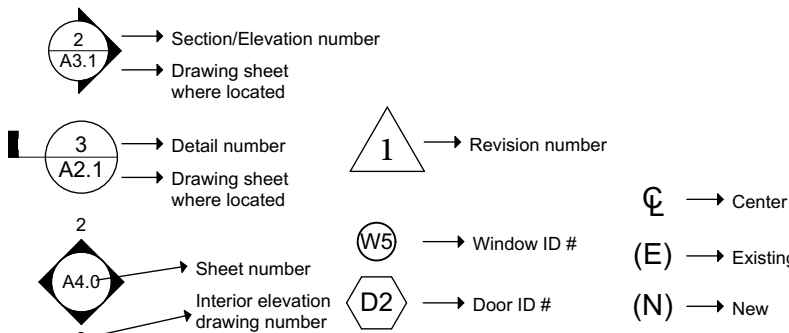 2
A3.1
Section/Elevation number
Drawing sheet
where located
3
A2.1
Detail number
Drawing sheet
where located
2
A4.0
Sheet number
Interior elevation
drawing number
1
Revision number
W5
Window ID #
D2
Door ID #
℄
Center
(E)
Existing
(N)
New